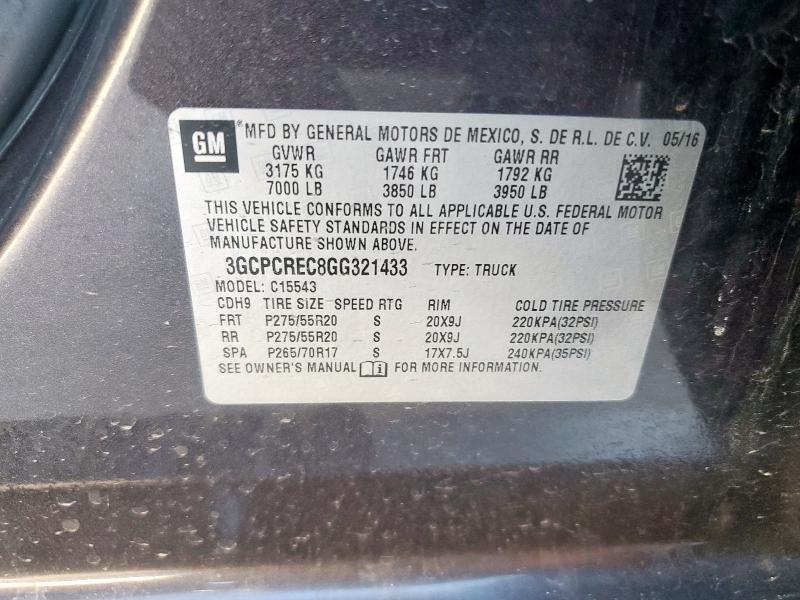 GM ® MFD BY GENERAL MOTORS DE MEXICO, S. DE R.L. DE C.V. 05/16
GVWR GAWR FRT GAWR RR
3175 KG 1746 KG 1792 KG
7000 LB 3850 LB 3950 LB
THIS VEHICLE CONFORMS TO ALL APPLICABLE U.S. FEDERAL MOTOR
VEHICLE SAFETY STANDARDS IN EFFECT ON THE DATE OF
MANUFACTURE SHOWN ABOVE.
3GCPCREC8GG321433 TYPE: TRUCK
MODEL: C15543
CDH9 TIRE SIZE SPEED RTG RIM COLD TIRE PRESSURE
FRT P275/55R20 S 20X9J 220KPA(32PSI)
RR P275/55R20 S 20X9J 220KPA(32PSI)
SPA P265/70R17 S 17X7.5J 240KPA(35PSI)
SEE OWNER'S MANUAL FOR MORE INFORMATION.